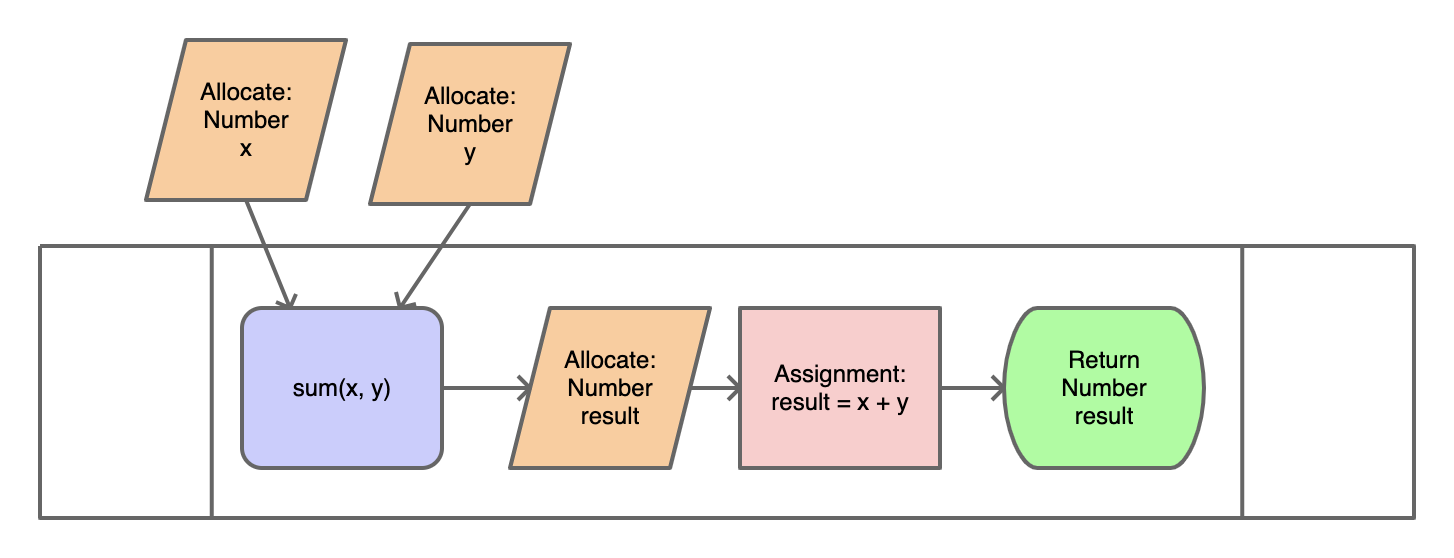 Allocate:
Number
x
Allocate:
Number
y
sum(x, y)
Allocate:
Number
result
Assignment:
result = x + y
Return
Number
result